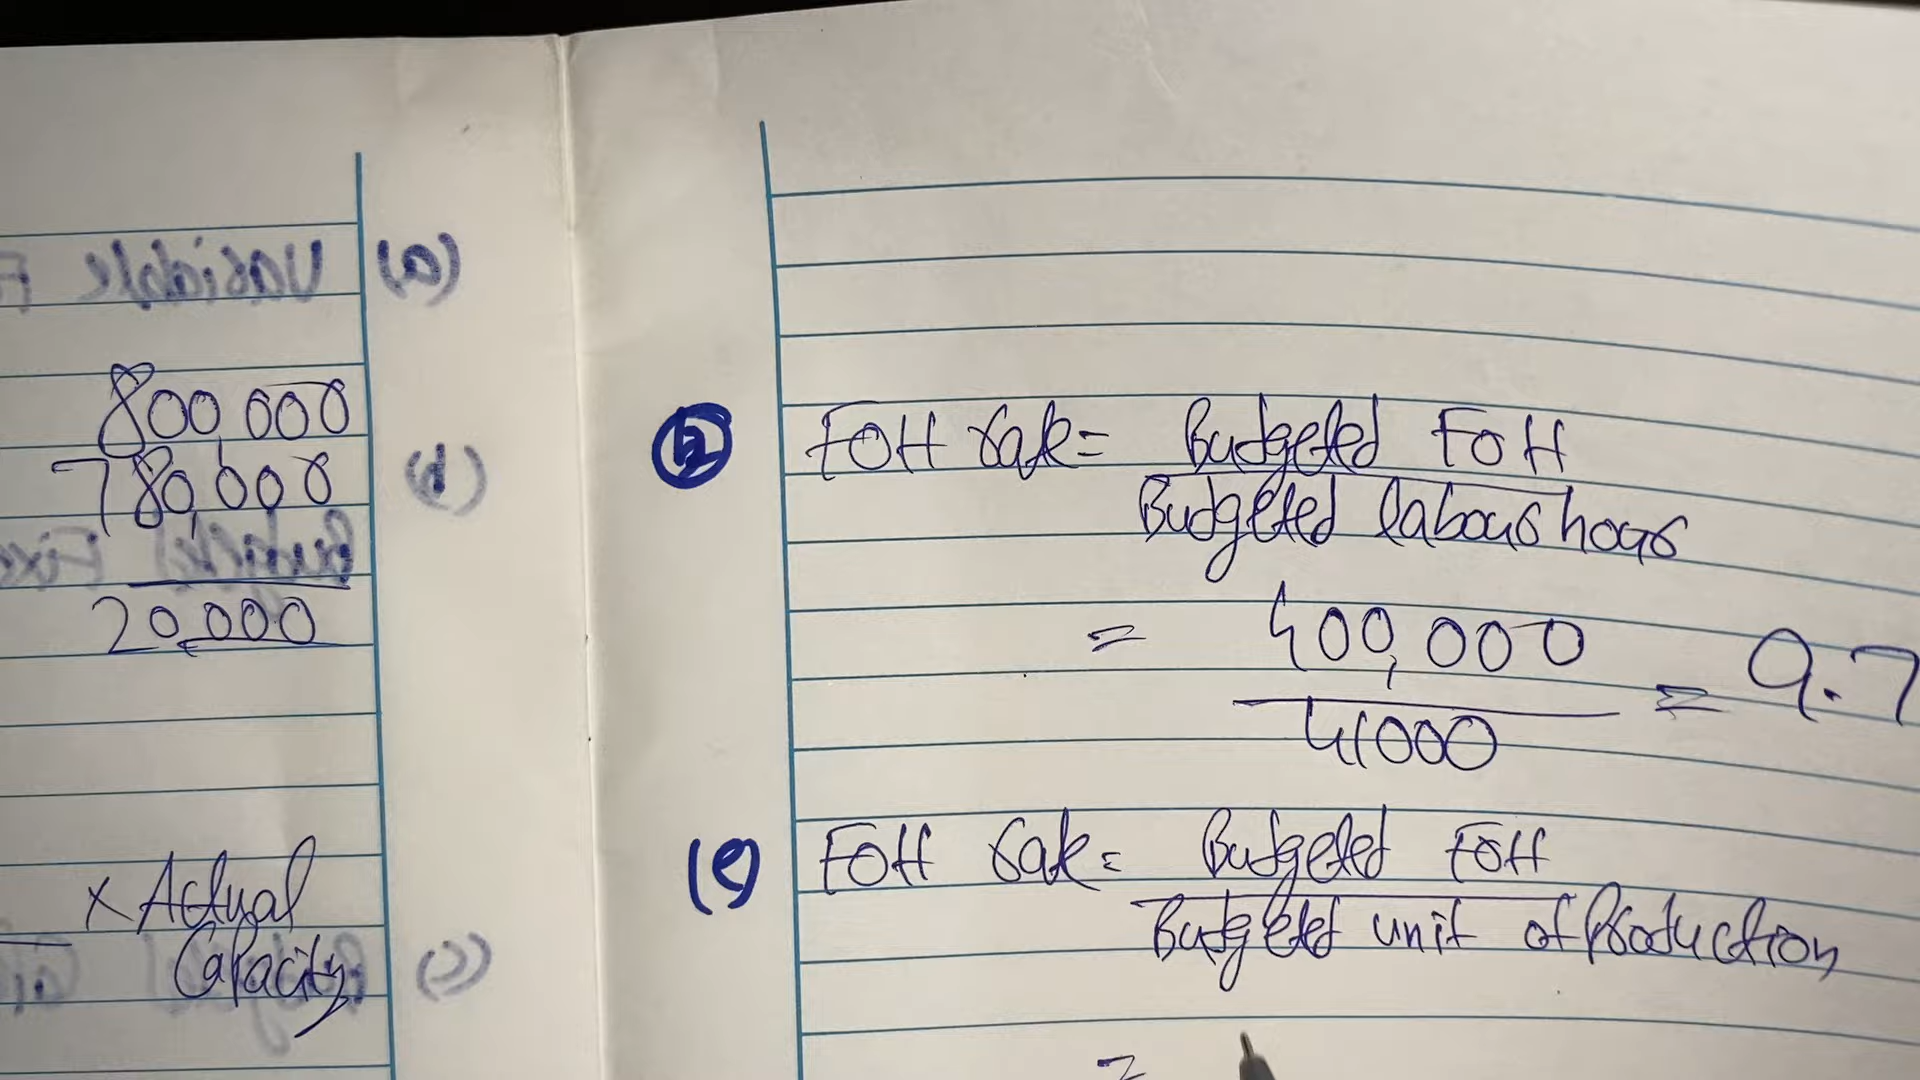 800,000
780,000
20,000
x Actual
Capacity
(b) FOH rate = Budgeted FOH
Budgeted labour hours
= 400,000 = 9.7
41000
(c) FOH rate = Budgeted FOH
Budgeted unit of Production
=